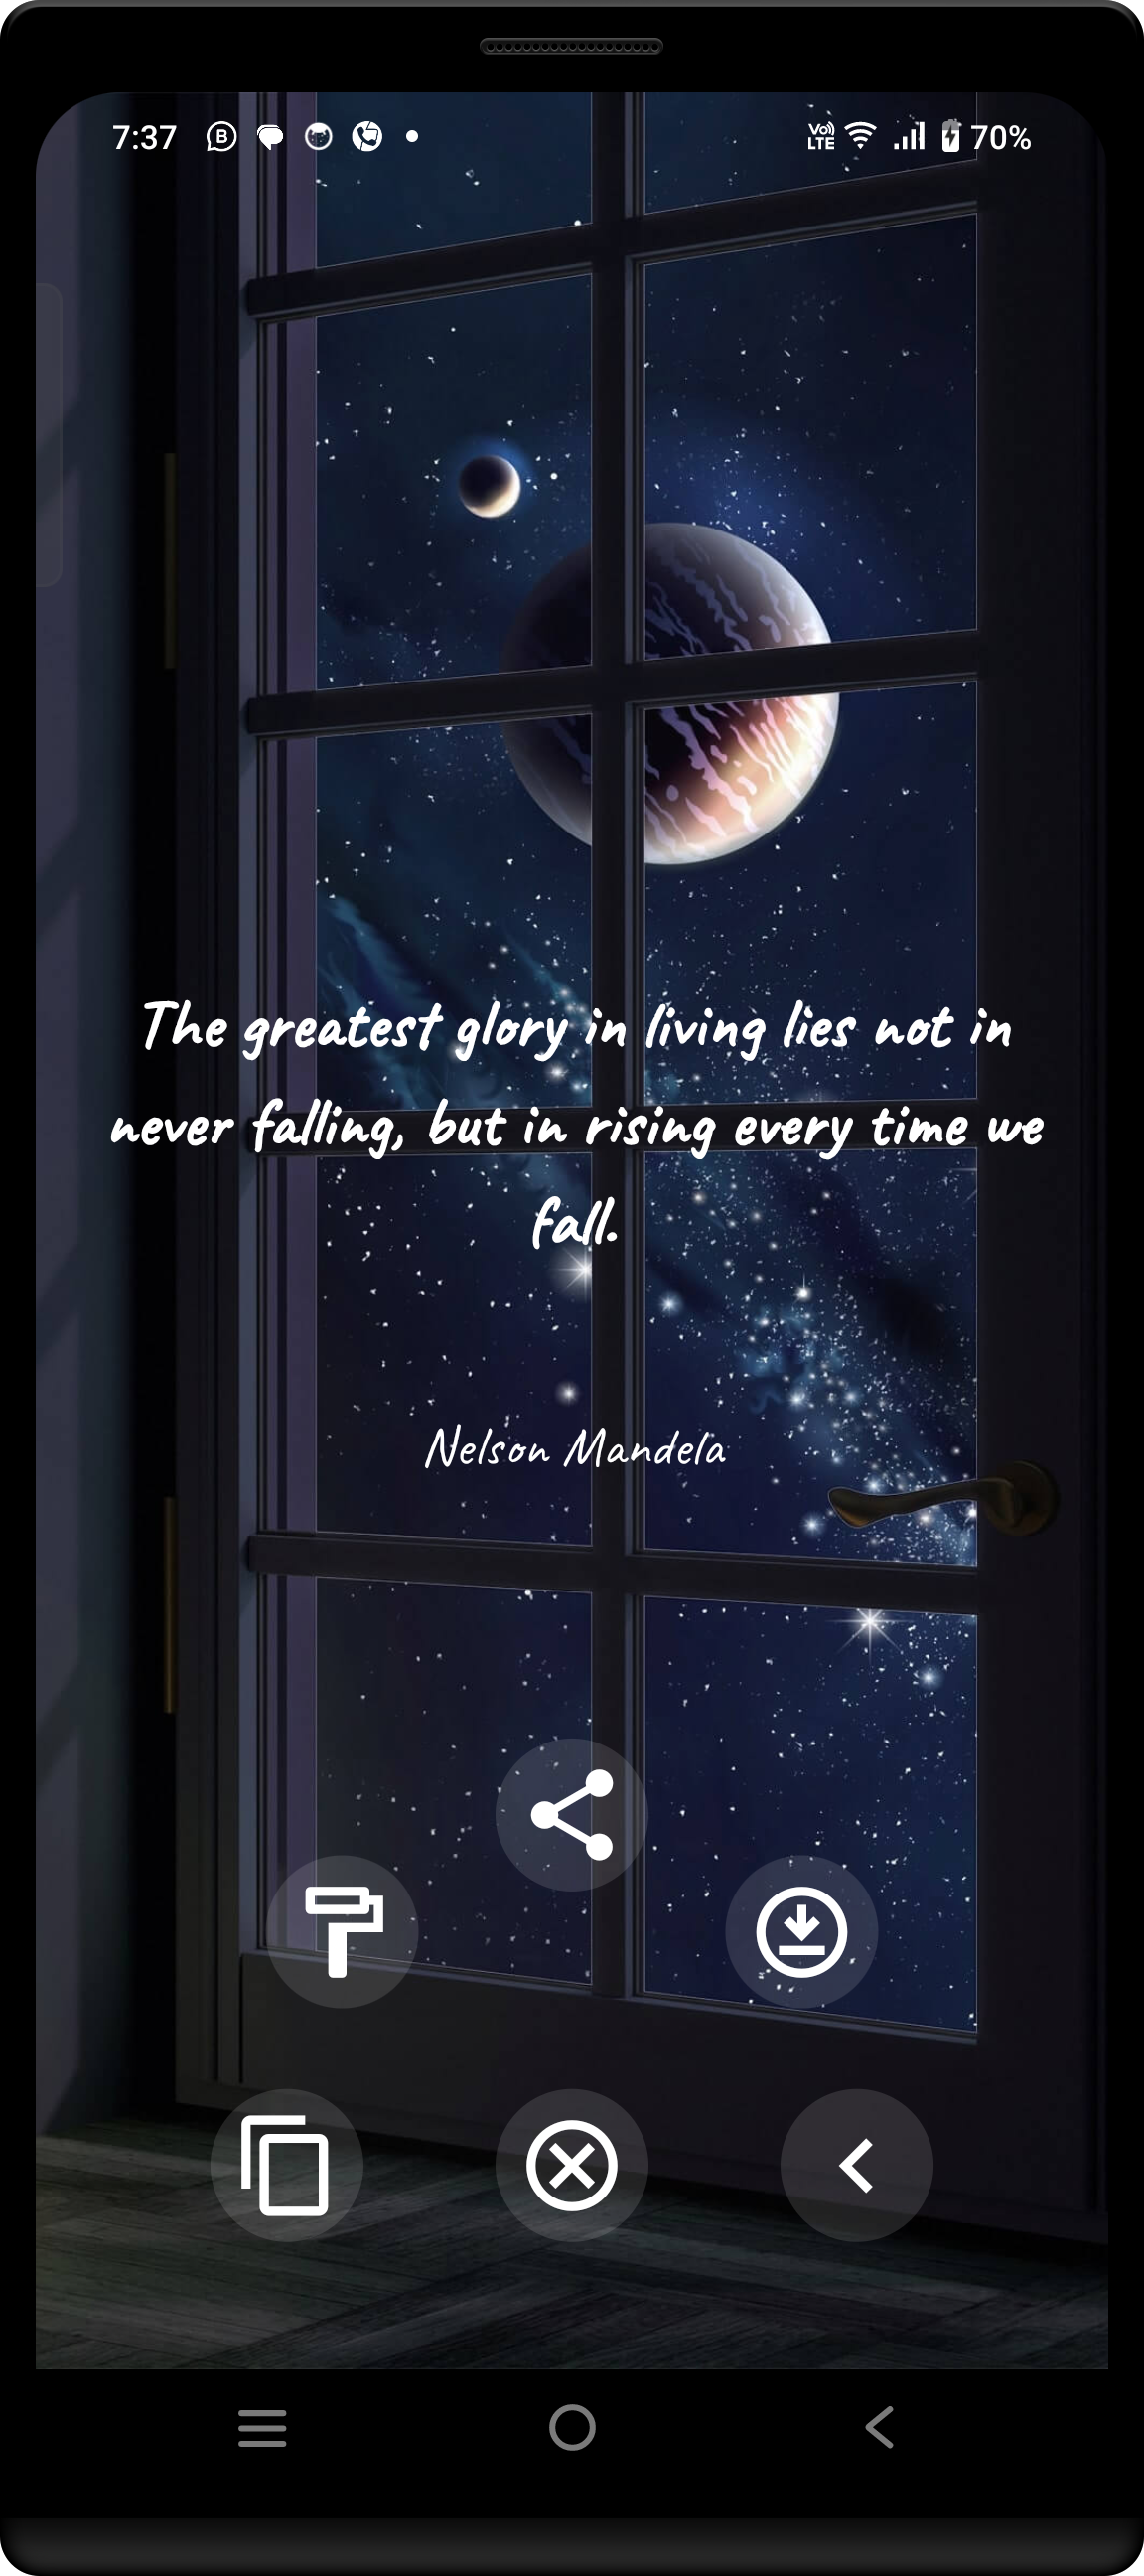 7:37
Vo)) LTE 70%
The greatest glory in living lies not in
never falling, but in rising every time we
fall.
Nelson Mandela